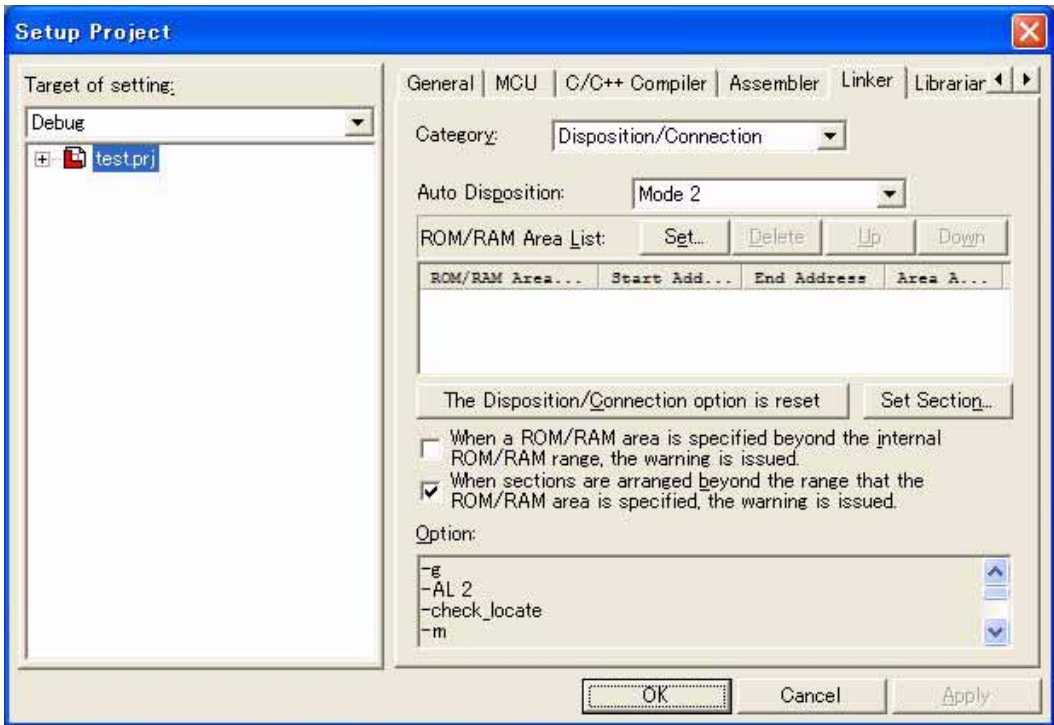 Setup Project
Target of setting:
Debug
test.prj
General
MCU
C/C++ Compiler
Assembler
Linker
Librarian
Category:
Disposition/Connection
Auto Disposition:
Mode 2
ROM/RAM Area List:
Set...
Delete
Up
Down
ROM/RAM Area...
Start Add...
End Address
Area A...
The Disposition/Connection option is reset
Set Section...
When a ROM/RAM area is specified beyond the internal
ROM/RAM range, the warning is issued.
When sections are arranged beyond the range that the
ROM/RAM area is specified, the warning is issued.
Option:
-g
-AL 2
-check_locate
-m
OK
Cancel
Apply